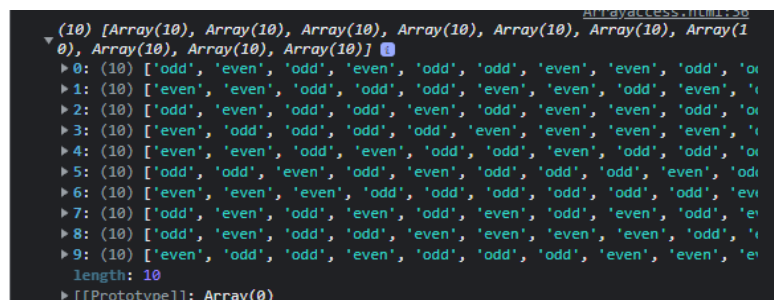 Arrayaccess.html:36
(10) [Array(10), Array(10), Array(10), Array(10), Array(10), Array(10), Array(1
0), Array(10), Array(10), Array(10)] i
0: (10) ['odd', 'even', 'odd', 'even', 'odd', 'odd', 'even', 'even', 'odd', 'o
1: (10) ['even', 'even', 'odd', 'odd', 'odd', 'even', 'even', 'odd', 'even', '
2: (10) ['odd', 'even', 'odd', 'odd', 'even', 'odd', 'even', 'odd', 'odd', 'o
3: (10) ['even', 'odd', 'odd', 'odd', 'odd', 'even', 'even', 'even', 'even', '
4: (10) ['even', 'even', 'odd', 'even', 'odd', 'odd', 'even', 'odd', 'odd', 'o
5: (10) ['odd', 'odd', 'even', 'odd', 'even', 'odd', 'odd', 'odd', 'even', 'od
6: (10) ['even', 'even', 'even', 'odd', 'odd', 'odd', 'odd', 'odd', 'odd', 'eve
7: (10) ['odd', 'even', 'odd', 'even', 'odd', 'even', 'odd', 'even', 'odd', 'e
8: (10) ['odd', 'even', 'odd', 'even', 'even', 'even', 'even', 'even', 'odd', '
9: (10) ['even', 'odd', 'odd', 'even', 'odd', 'odd', 'odd', 'even', 'even', 'e
length: 10
[[Prototype]]: Array(0)